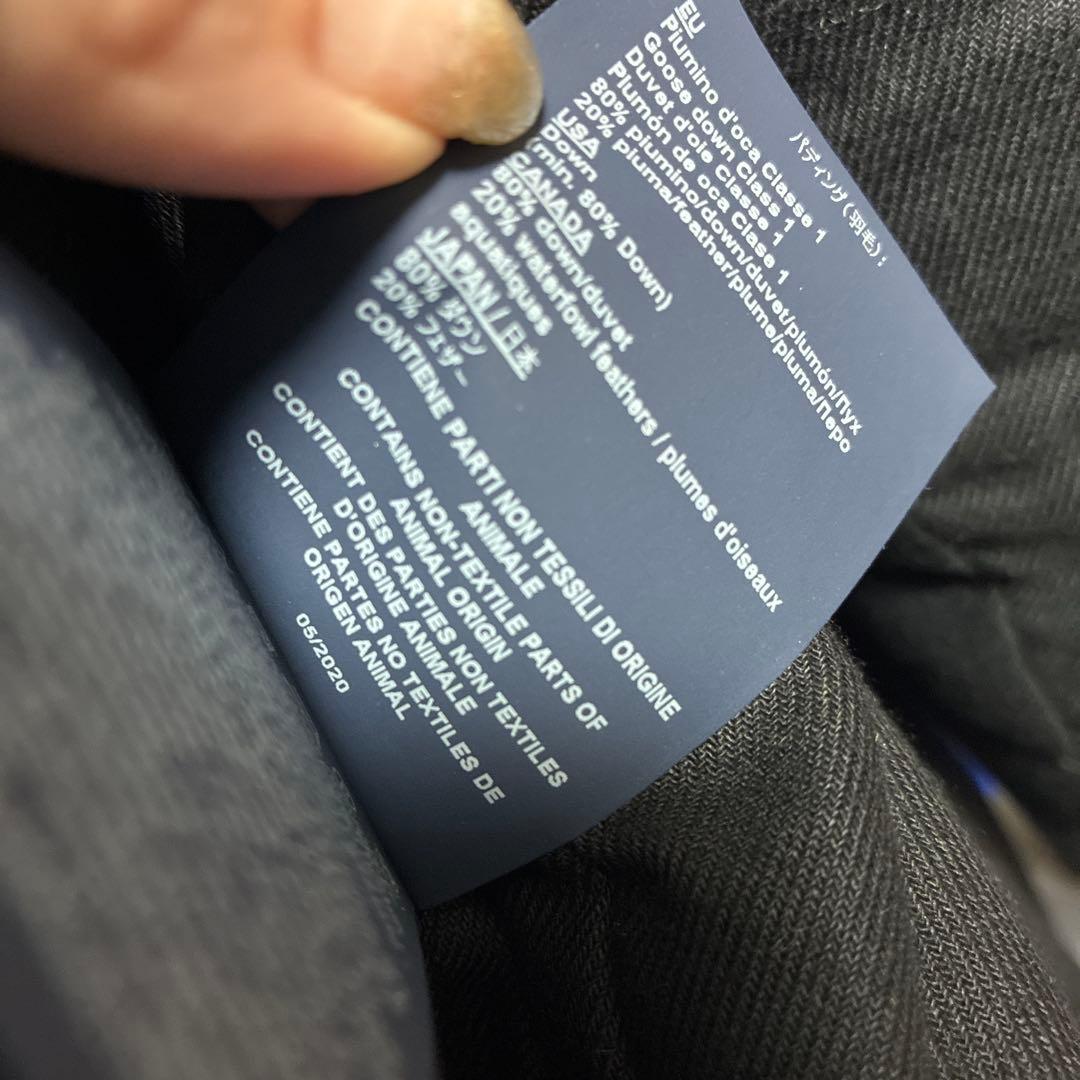 パディング (羽毛) :
EU
Piumino d'oca Classe 1
Goose down Class 1
Duvet d'oie Classe 1
Plumón de oca Clase 1
80% piumino/down/duvet/plumón/Пух
20% piuma/feather/plume/pluma/Перо
USA
Down
(min. 80% Down)
CANADA
80% down/duvet
20% waterfowl feathers / plumes d'oiseaux
aquatiques
JAPAN / 日本
80% ダウン
20% フェザー
CONTIENE PARTI NON TESSILI DI ORIGINE
ANIMALE
CONTAINS NON-TEXTILE PARTS OF
ANIMAL ORIGIN
CONTIENT DES PARTIES NON TEXTILES
D'ORIGINE ANIMALE
CONTIENE PARTES NO TEXTILES DE
ORIGEN ANIMAL
05/2020